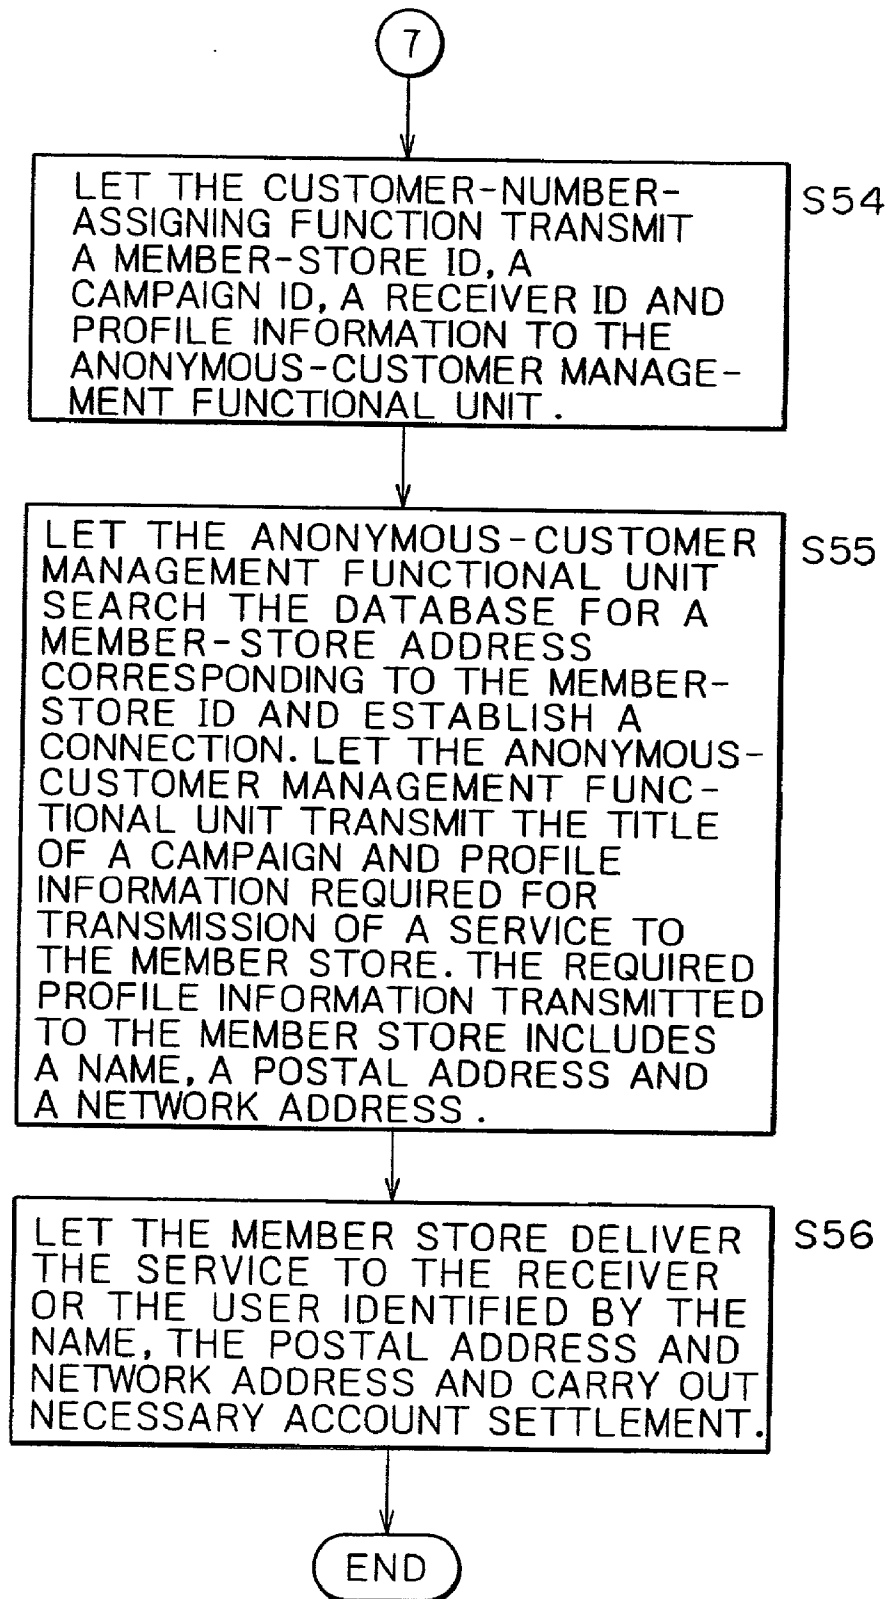 7
LET THE CUSTOMER-NUMBER-
ASSIGNING FUNCTION TRANSMIT
A MEMBER-STORE ID, A
CAMPAIGN ID, A RECEIVER ID AND
PROFILE INFORMATION TO THE
ANONYMOUS-CUSTOMER MANAGE-
MENT FUNCTIONAL UNIT.
S54
LET THE ANONYMOUS-CUSTOMER
MANAGEMENT FUNCTIONAL UNIT
SEARCH THE DATABASE FOR A
MEMBER-STORE ADDRESS
CORRESPONDING TO THE MEMBER-
STORE ID AND ESTABLISH A
CONNECTION. LET THE ANONYMOUS-
CUSTOMER MANAGEMENT FUNC-
TIONAL UNIT TRANSMIT THE TITLE
OF A CAMPAIGN AND PROFILE
INFORMATION REQUIRED FOR
TRANSMISSION OF A SERVICE TO
THE MEMBER STORE. THE REQUIRED
PROFILE INFORMATION TRANSMITTED
TO THE MEMBER STORE INCLUDES
A NAME, A POSTAL ADDRESS AND
A NETWORK ADDRESS.
S55
LET THE MEMBER STORE DELIVER
THE SERVICE TO THE RECEIVER
OR THE USER IDENTIFIED BY THE
NAME, THE POSTAL ADDRESS AND
NETWORK ADDRESS AND CARRY OUT
NECESSARY ACCOUNT SETTLEMENT.
S56
END